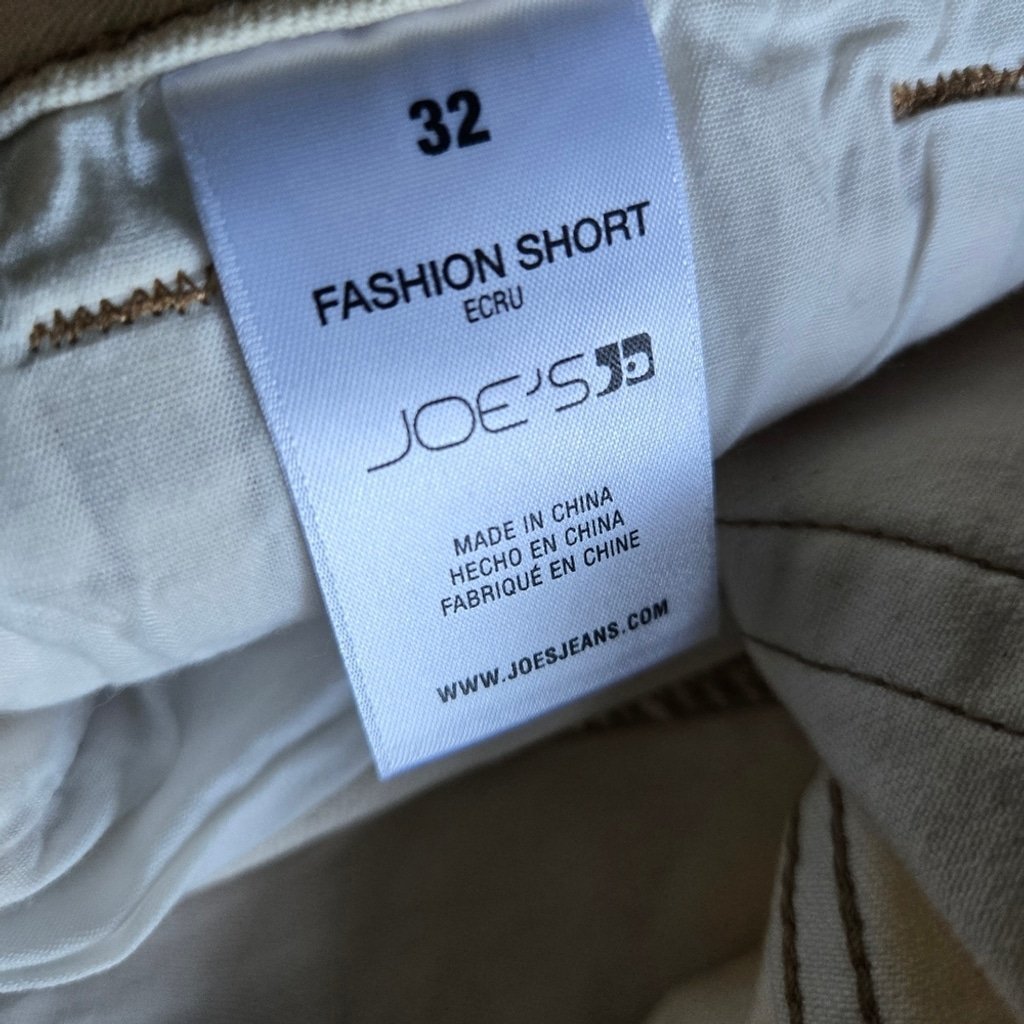 32
FASHION SHORT
ECRU
JOE'S
MADE IN CHINA
HECHO EN CHINA
FABRIQUÉ EN CHINE
WWW.JOESJEANS.COM